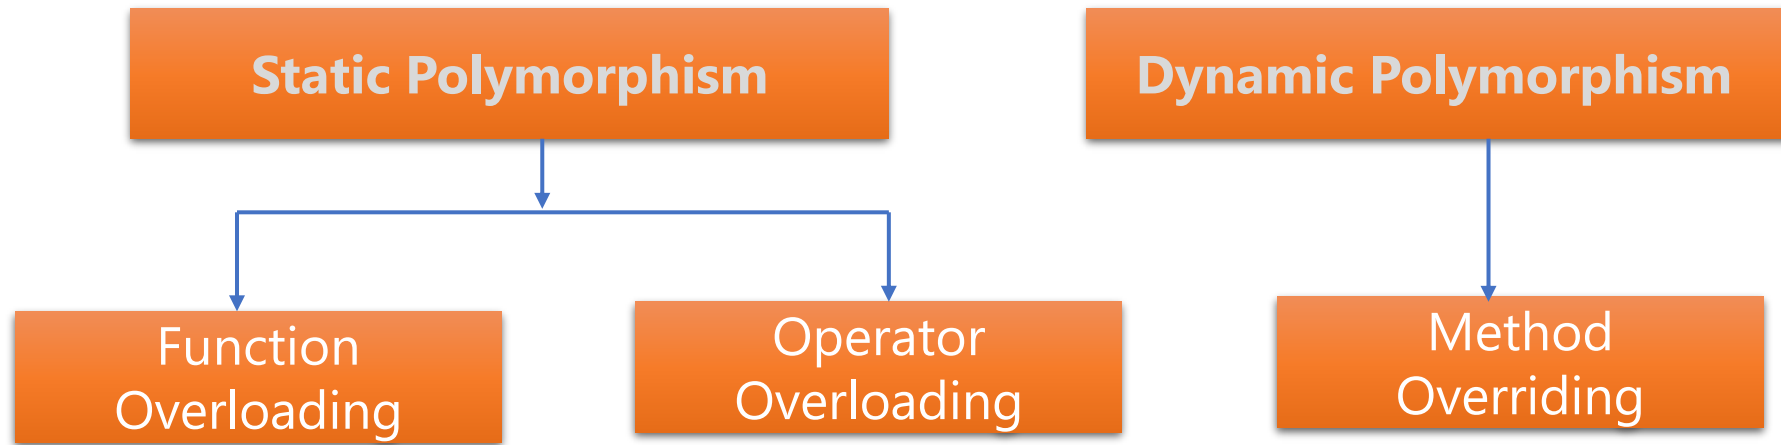 Static Polymorphism
Dynamic Polymorphism
Function
Overloading
Operator
Overloading
Method
Overriding